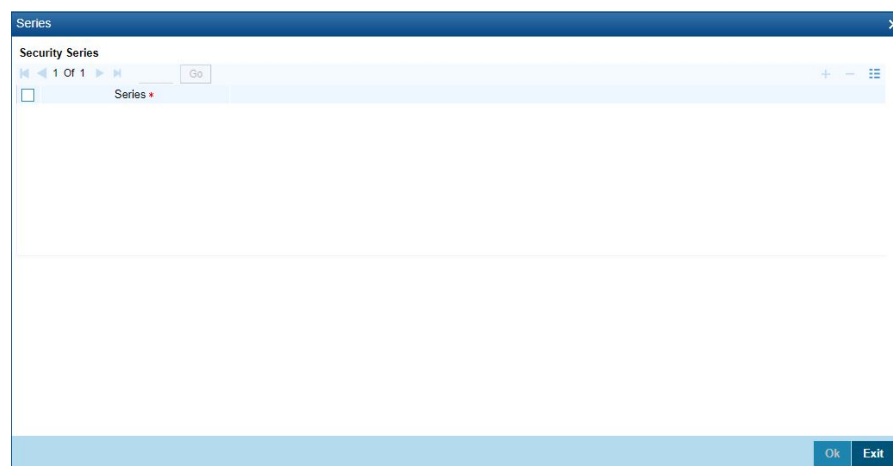 Series
Security Series
1 Of 1 Go
Series *
Ok Exit